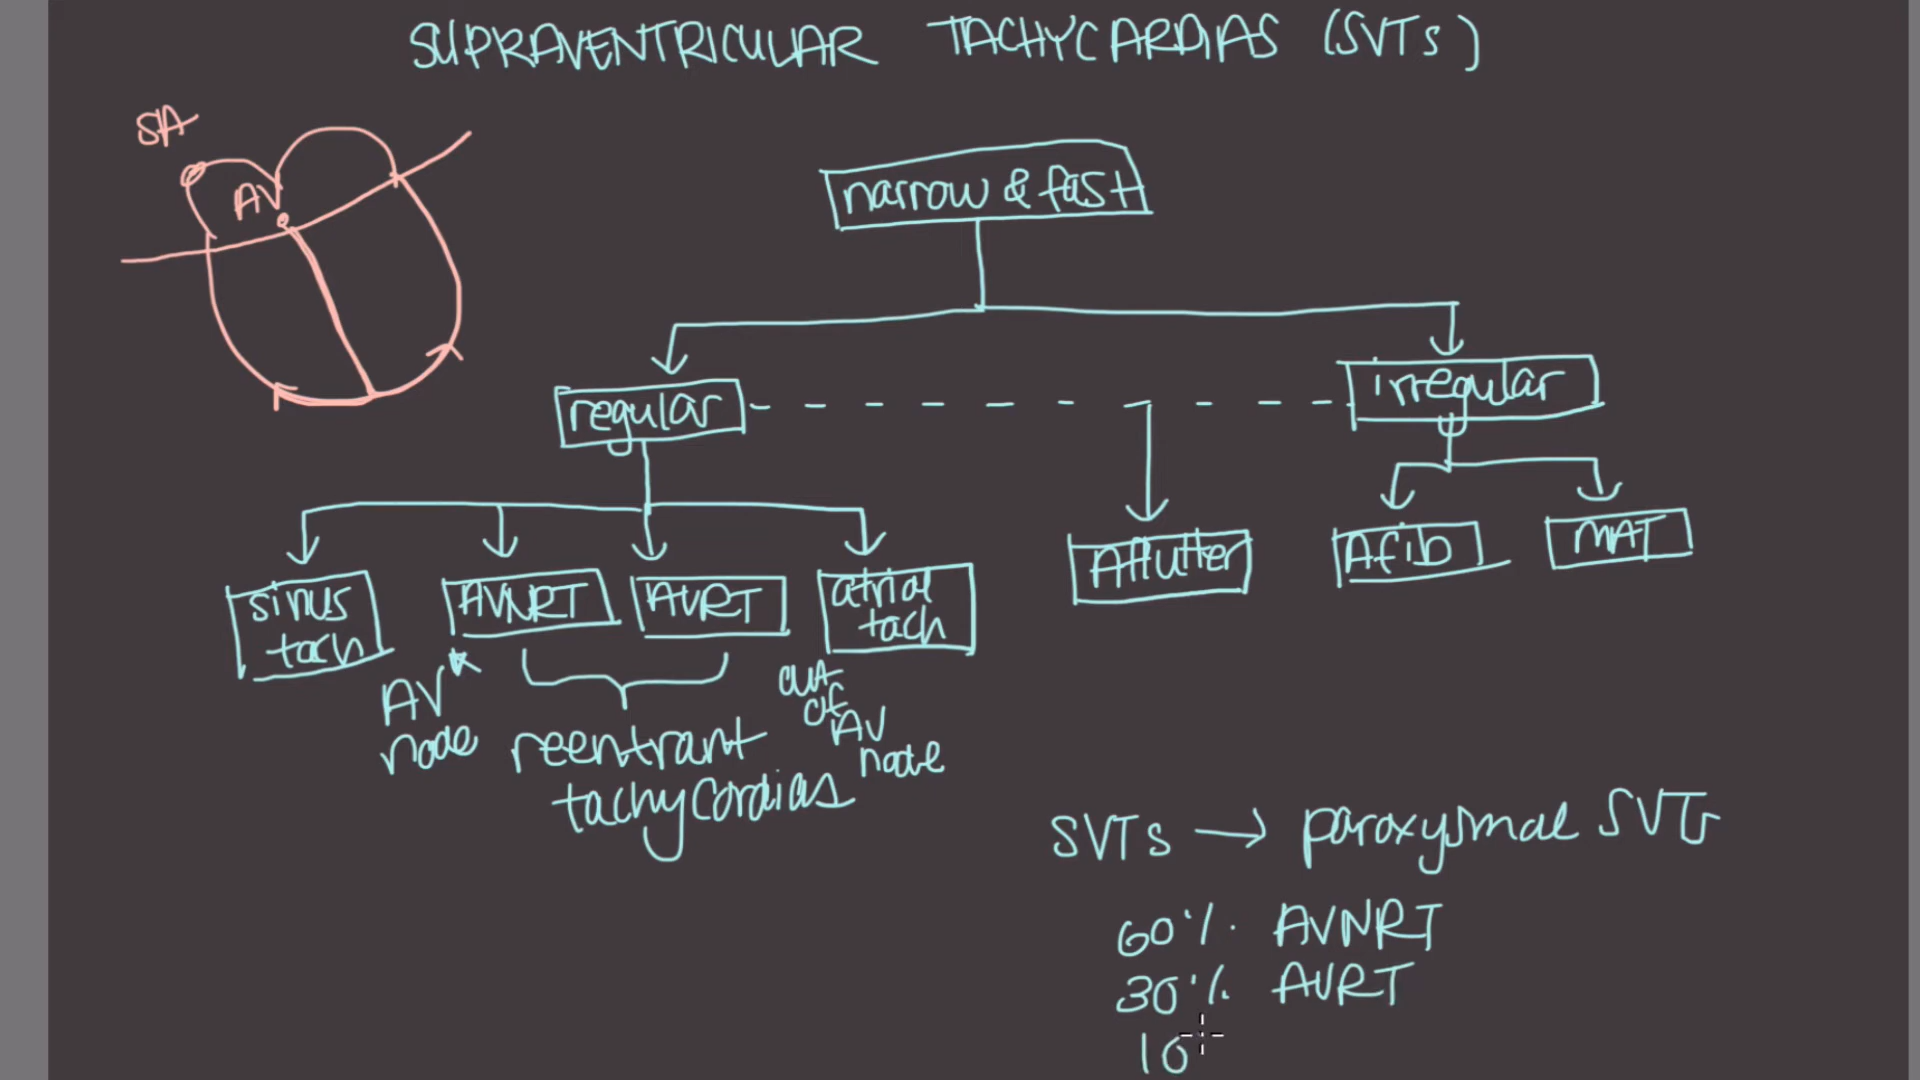 SUPRAVENTRICULAR TACHYCARDIAS (SVTs)
SA
AV
narrow & fast
regular
irregular
sinus
tach
AVNRT
AVRT
atrial
tach
Aflutter
Afib
MAT
AV
node
reentrant
tachycardias
out
of
AV
node
SVTs → paroxysmal SVTs
60% AVNRT
30% AVRT
10